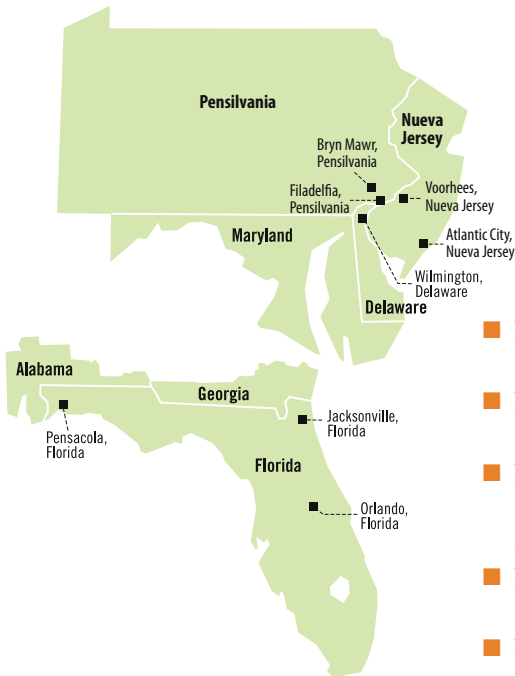 Pensilvania
Nueva
Jersey
Bryn Mawr,
Pensilvania
Filadelfia,
Pensilvania
Voorhees,
Nueva Jersey
Maryland
Atlantic City,
Nueva Jersey
Wilmington,
Delaware
Delaware
Alabama
Georgia
Pensacola,
Florida
Jacksonville,
Florida
Florida
Orlando,
Florida